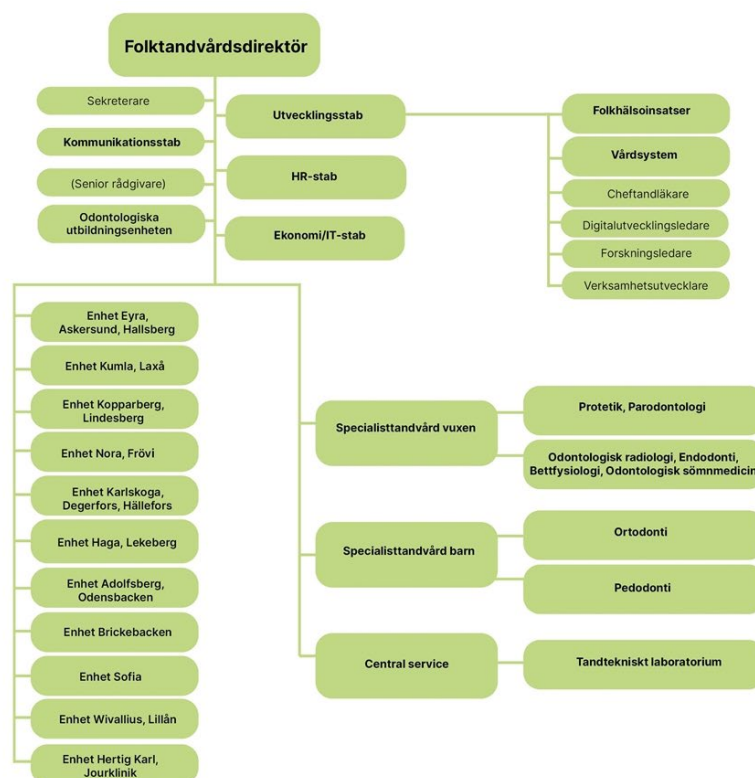 Folktandvårdsdirektör
Sekreterare
Kommunikationsstab
(Senior rådgivare)
Odontologiska
utbildningsenheten
Utvecklingsstab
HR-stab
Ekonomi/IT-stab
Folkhälsoinsatser
Vårdsystem
Cheftandläkare
Digitalutvecklingsledare
Forskningsledare
Verksamhetsutvecklare
Enhet Eyra,
Askersund, Hallsberg
Enhet Kumla, Laxå
Enhet Kopparberg,
Lindesberg
Enhet Nora, Frövi
Enhet Karlskoga,
Degerfors, Hällefors
Enhet Haga, Lekeberg
Enhet Adolfsberg,
Odensbacken
Enhet Brickebacken
Enhet Sofia
Enhet Wivallius, Lillån
Enhet Hertig Karl,
Jourklinik
Specialisttandvård vuxen
Protetik, Parodontologi
Odontologisk radiologi, Endodonti,
Bettfysiologi, Odontologisk sömnmedicin
Specialisttandvård barn
Ortodonti
Pedodonti
Central service
Tandtekniskt laboratorium